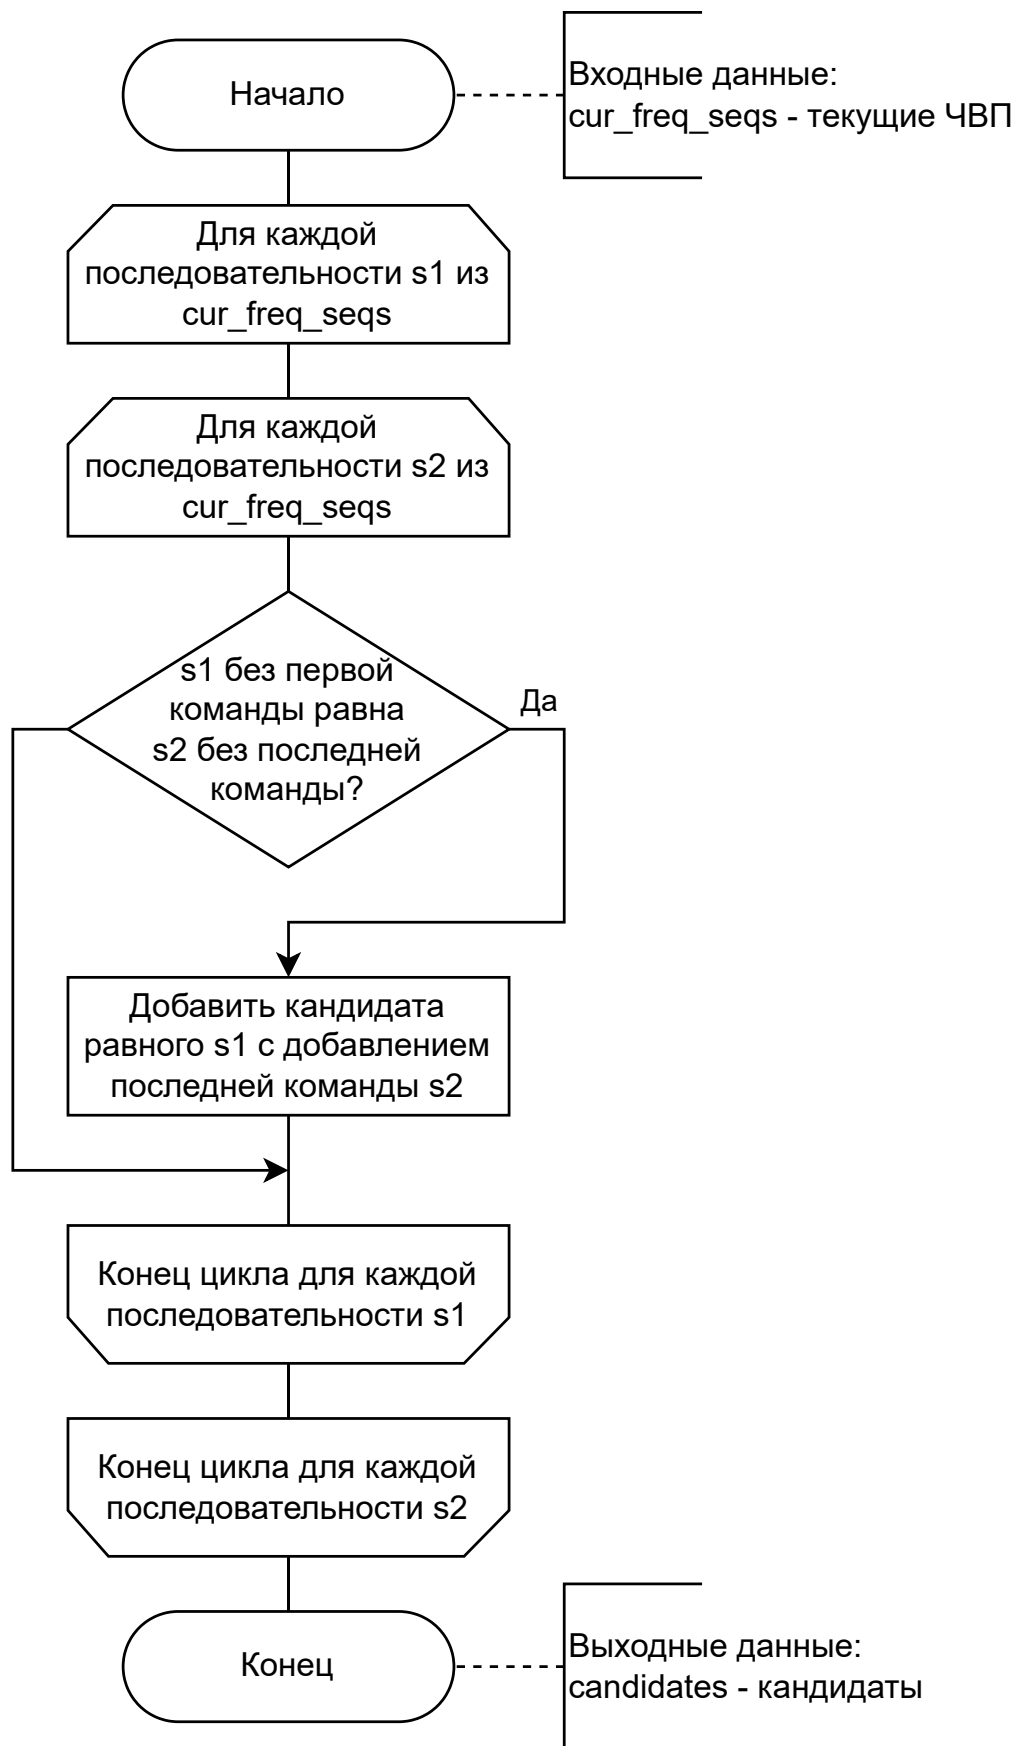 Начало
Входные данные:
cur_freq_seqs - текущие ЧВП
Для каждой
последовательности s1 из
cur_freq_seqs
Для каждой
последовательности s2 из
cur_freq_seqs
s1 без первой
команды равна
s2 без последней
команды?
Да
Добавить кандидата
равного s1 с добавлением
последней команды s2
Конец цикла для каждой
последовательности s1
Конец цикла для каждой
последовательности s2
Конец
Выходные данные:
candidates - кандидаты